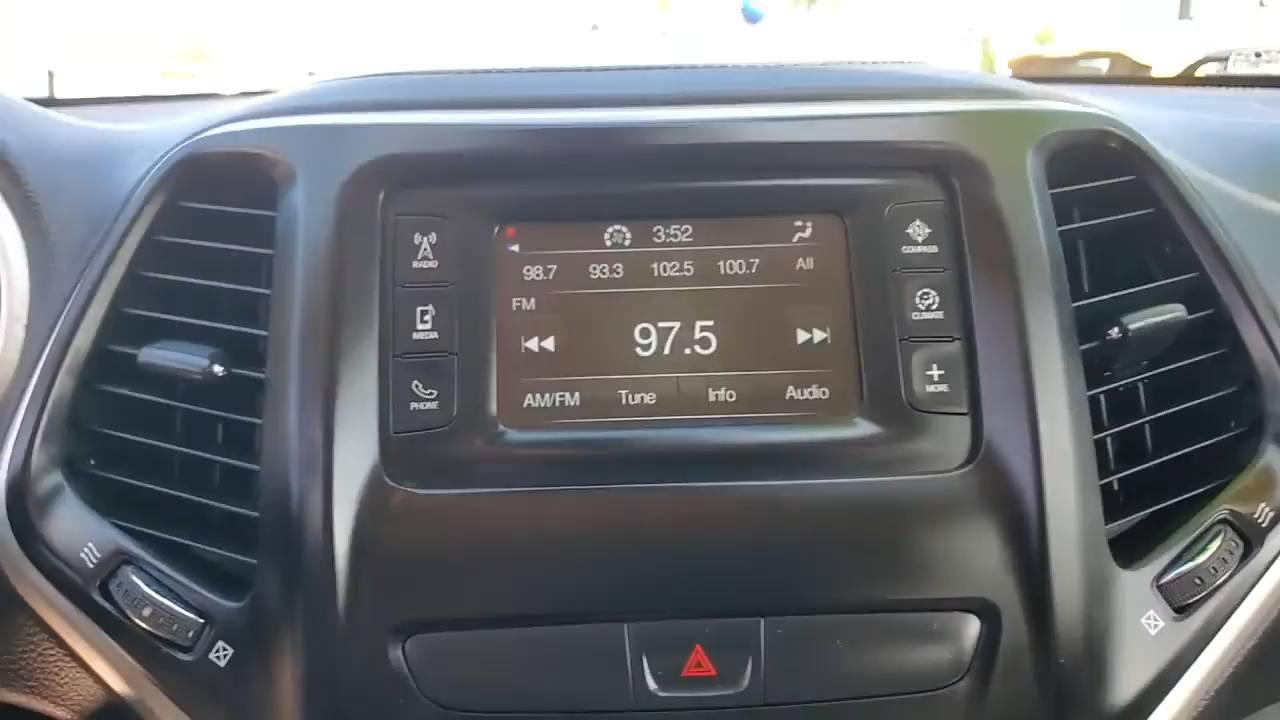 3:52
98.7 93.3 102.5 100.7 All
FM
97.5
AM/FM Tune Info Audio
RADIO
MEDIA
PHONE
COMPASS
CLIMATE
MORE